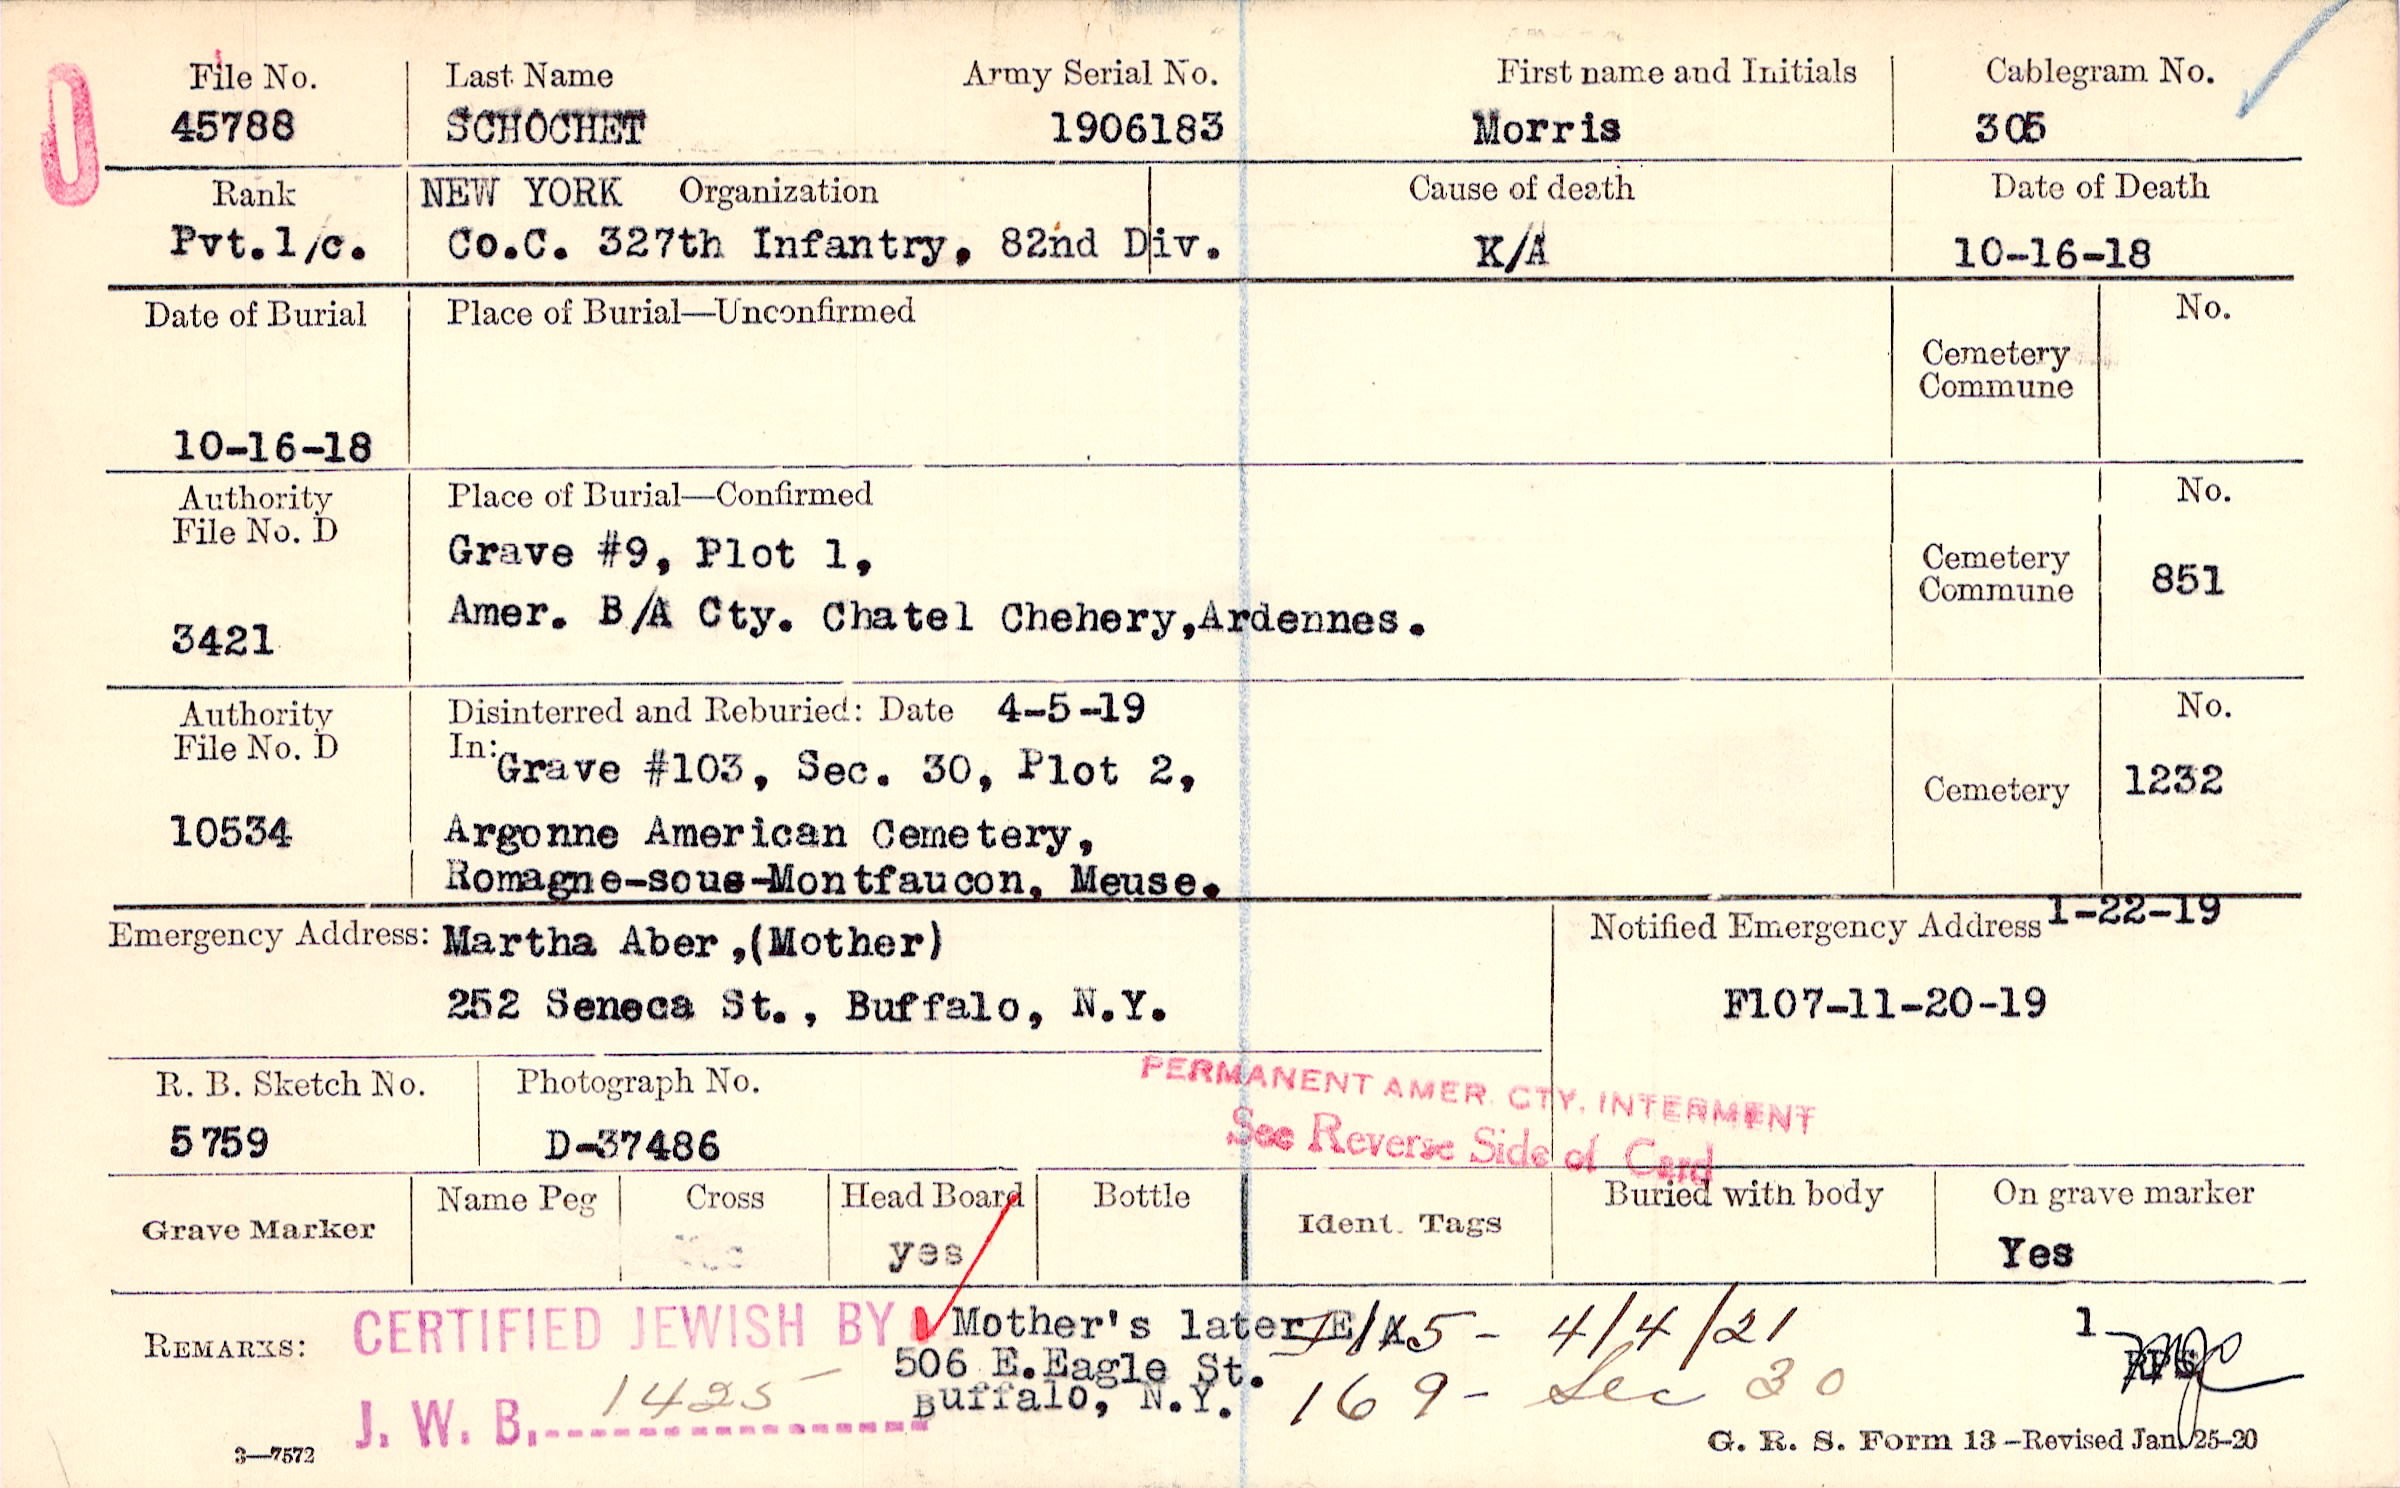 File No. Last Name Army Serial No. First name and Initials Cablegram No.
45788 SCHOCHET 1906183 Morris 305
Rank NEW YORK Organization Cause of death Date of Death
Pvt.1/c. Co.C. 327th Infantry, 82nd Div. K/A 10-16-18
Date of Burial Place of Burial—Unconfirmed No.
Cemetery
Commune
10-16-18
Authority Place of Burial—Confirmed No.
File No. D
Grave #9, Plot 1,
Cemetery
Commune 851
Amer. B/A Cty. Chatel Chehery,Ardennes.
3421
Authority Disinterred and Reburied: Date 4-5-19 No.
File No. D In: Grave #103, Sec. 30, Plot 2,
Cemetery 1232
10534 Argonne American Cemetery,
Romagne-sous-Montfaucon, Meuse.
Emergency Address: Martha Aber,(Mother) Notified Emergency Address 1-22-19
252 Seneca St., Buffalo, N.Y. F107-11-20-19
R. B. Sketch No. Photograph No.
5759 D-37486
PERMANENT AMER. CTY. INTERMENT
See Reverse Side of Card
Grave Marker Name Peg Cross Head Board Bottle Ident. Tags Buried with body On grave marker
yes Yes
REMARKS: CERTIFIED JEWISH BY Mother's later E/A 5- 4/4/21 1
506 E.Eagle St.
J. W. B. 1425 Buffalo, N.Y. 169- Sec 30
3—7572 G. R. S. Form 13-Revised Jan. 25-20